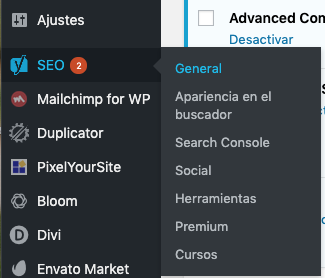 Ajustes
SEO 2
Mailchimp for WP
Duplicator
PixelYourSite
Bloom
Divi
Envato Market
General
Apariencia en el
buscador
Search Console
Social
Herramientas
Premium
Cursos
Advanced Con
Desactivar